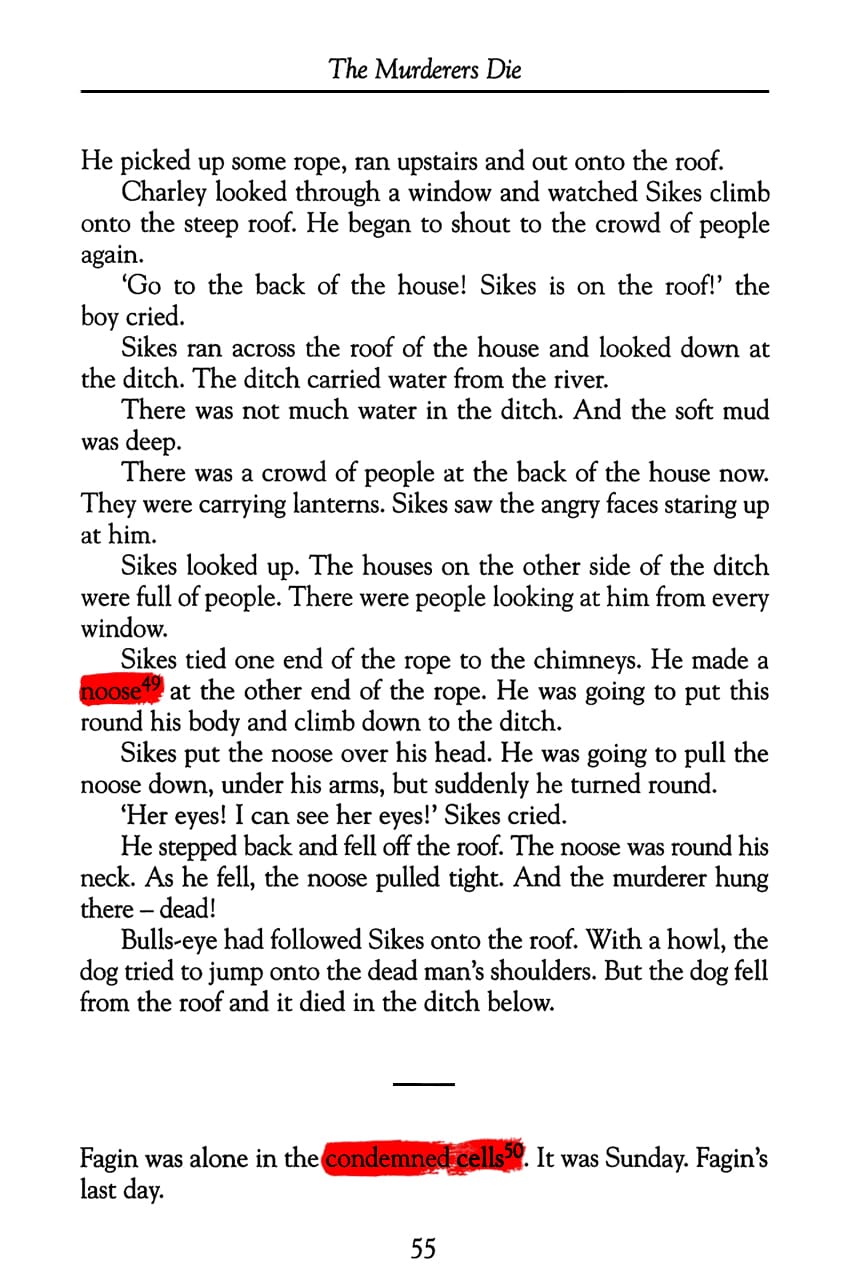 The Murderers Die
He picked up some rope, ran upstairs and out onto the roof.
Charley looked through a window and watched Sikes climb
onto the steep roof. He began to shout to the crowd of people
again.
‘Go to the back of the house! Sikes is on the roof!’ the
boy cried.
Sikes ran across the roof of the house and looked down at
the ditch. The ditch carried water from the river.
There was not much water in the ditch. And the soft mud
was deep.
There was a crowd of people at the back of the house now.
They were carrying lanterns. Sikes saw the angry faces staring up
at him.
Sikes looked up. The houses on the other side of the ditch
were full of people. There were people looking at him from every
window.
Sikes tied one end of the rope to the chimneys. He made a
noose⁴⁹ at the other end of the rope. He was going to put this
round his body and climb down to the ditch.
Sikes put the noose over his head. He was going to pull the
noose down, under his arms, but suddenly he turned round.
‘Her eyes! I can see her eyes!’ Sikes cried.
He stepped back and fell off the roof. The noose was round his
neck. As he fell, the noose pulled tight. And the murderer hung
there – dead!
Bulls-eye had followed Sikes onto the roof. With a howl, the
dog tried to jump onto the dead man’s shoulders. But the dog fell
from the roof and it died in the ditch below.
Fagin was alone in the condemned cells⁵⁰. It was Sunday. Fagin’s
last day.
55